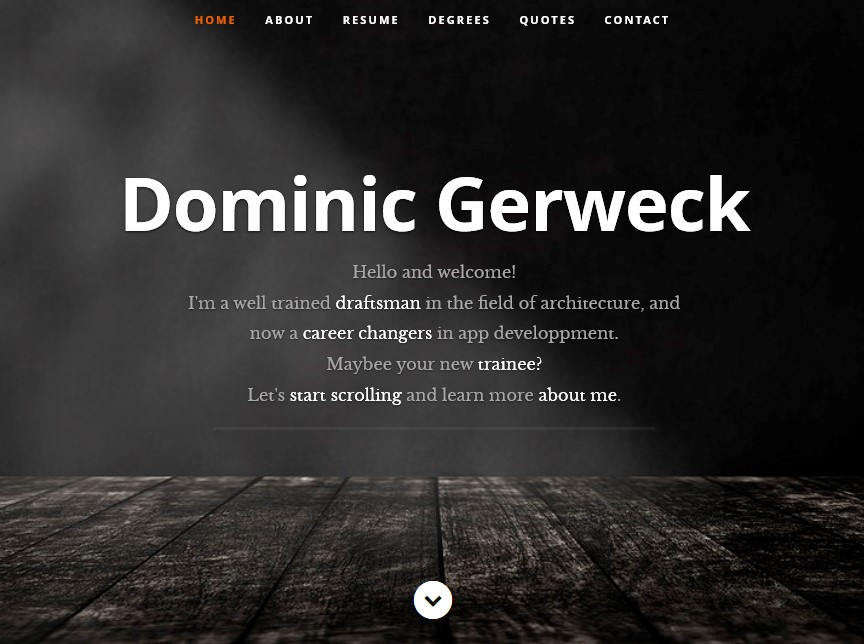 HOME ABOUT RESUME DEGREES QUOTES CONTACT
Dominic Gerweck
Hello and welcome!
I'm a well trained draftsman in the field of architecture, and
now a career changers in app developpment.
Maybee your new trainee?
Let's start scrolling and learn more about me.